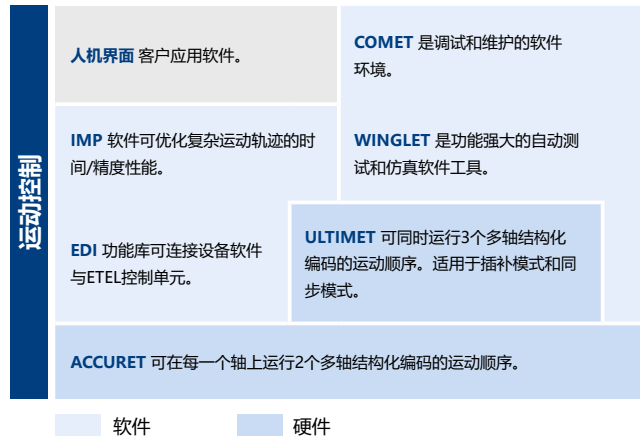 运动控制
人机界面 客户应用软件。
COMET 是调试和维护的软件
环境。
IMP 软件可优化复杂运动轨迹的时
间/精度性能。
WINGLET 是功能强大的自动测
试和仿真软件工具。
EDI 功能库可连接设备软件
与ETEL控制单元。
ULTIMET 可同时运行3个多轴结构化
编码的运动顺序。适用于插补模式和同
步模式。
ACCURET 可在每一个轴上运行2个多轴结构化编码的运动顺序。
软件
硬件